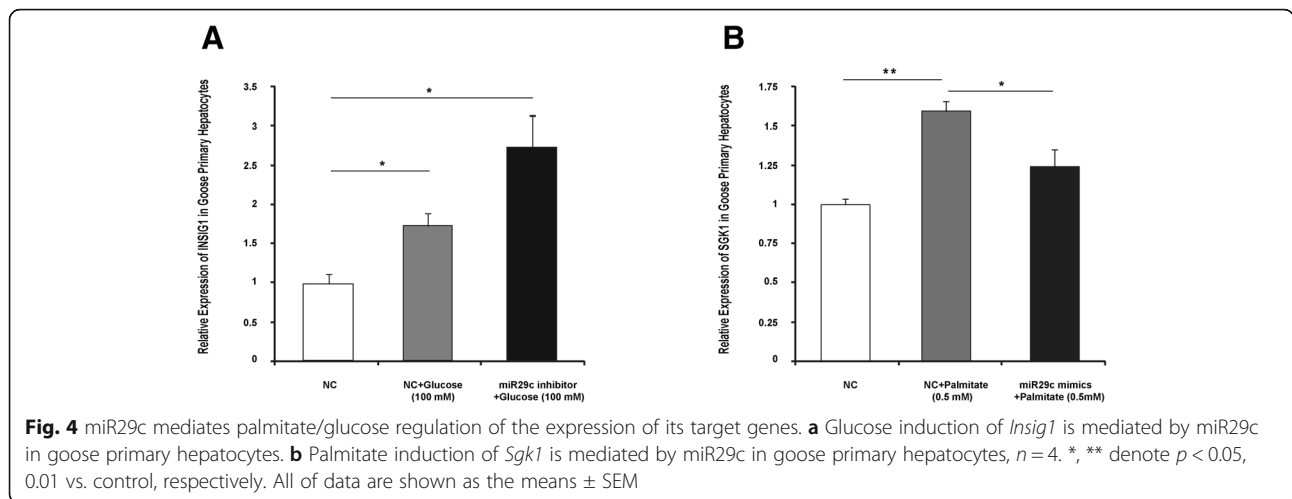 A
Relative Expression of INSIG1 in Goose Primary Hepatocytes
3.5
3
2.5
2
1.5
1
0.5
0
*
*
NC
NC+Glucose
(100 mM)
miR29c inhibitor
+Glucose (100 mM)
B
Relative Expression of SGK1 in Goose Primary Hepatocytes
1.75
1.5
1.25
1
0.75
0.5
0.25
0
**
*
NC
NC+Palmitate
(0.5 mM)
miR29c mimics
+Palmitate (0.5mM)
Fig. 4 miR29c mediates palmitate/glucose regulation of the expression of its target genes. a Glucose induction of Insig1 is mediated by miR29c
in goose primary hepatocytes. b Palmitate induction of Sgk1 is mediated by miR29c in goose primary hepatocytes, n = 4. *, ** denote p < 0.05,
0.01 vs. control, respectively. All of data are shown as the means ± SEM